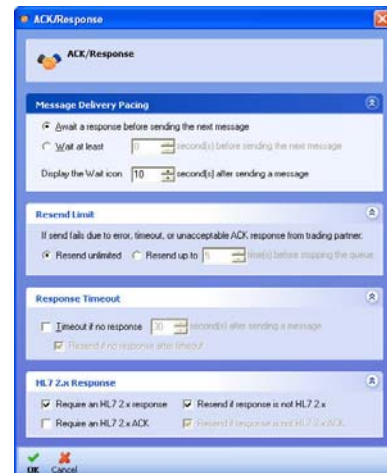 ACK/Response
ACK/Response
Message Delivery Pacing
Await a response before sending the next message
Wait at least 0 second(s) before sending the next message
Display the Wait icon 10 second(s) after sending a message
Resend Limit
If send fails due to error, timeout, or unacceptable ACK response from trading partner.
Resend unlimited Resend up to 5 time(s) before stopping the queue
Response Timeout
Timeout if no response 30 second(s) after sending a message
Resend if no response after timeout
HL7 2.x Response
Require an HL7 2.x response Resend if response is not HL7 2.x
Require an HL7 2.x ACK Resend if response is not HL7 2.x ACK
OK Cancel